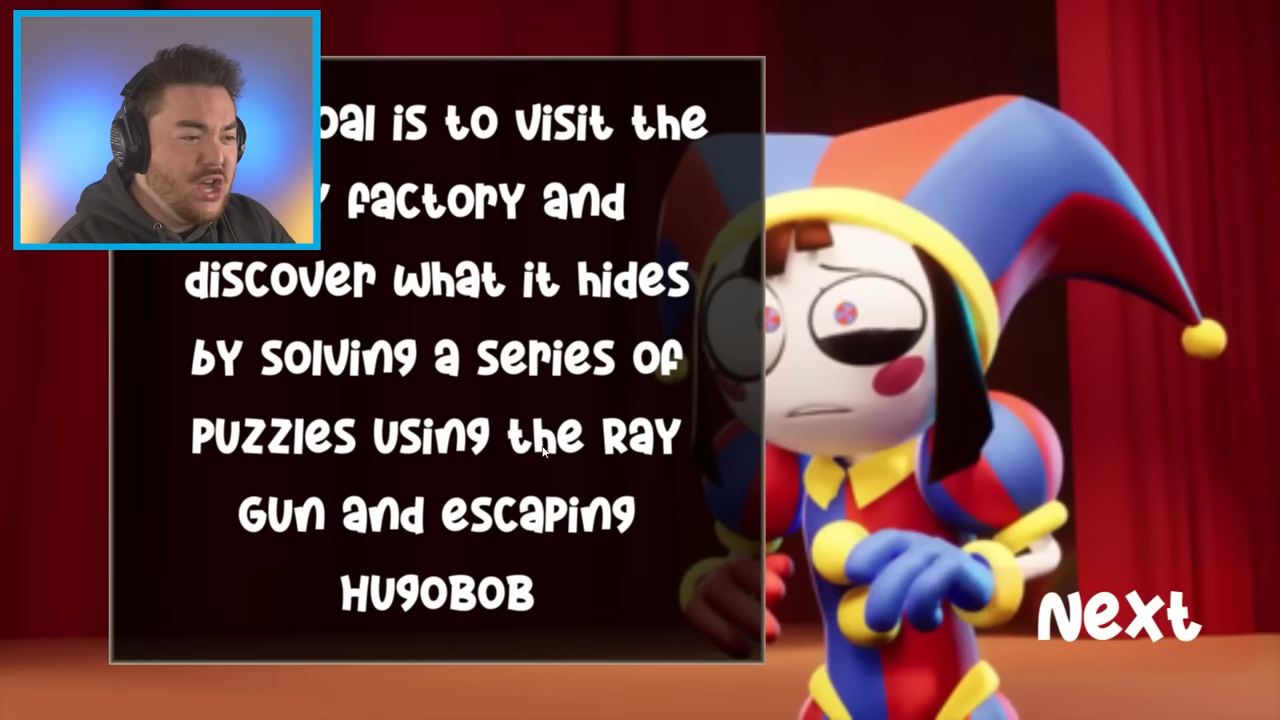 is to visit the
factory and
discover what it hides
by solving a series of
puzzles using the Ray
Gun and escaping
HugoBob
Next